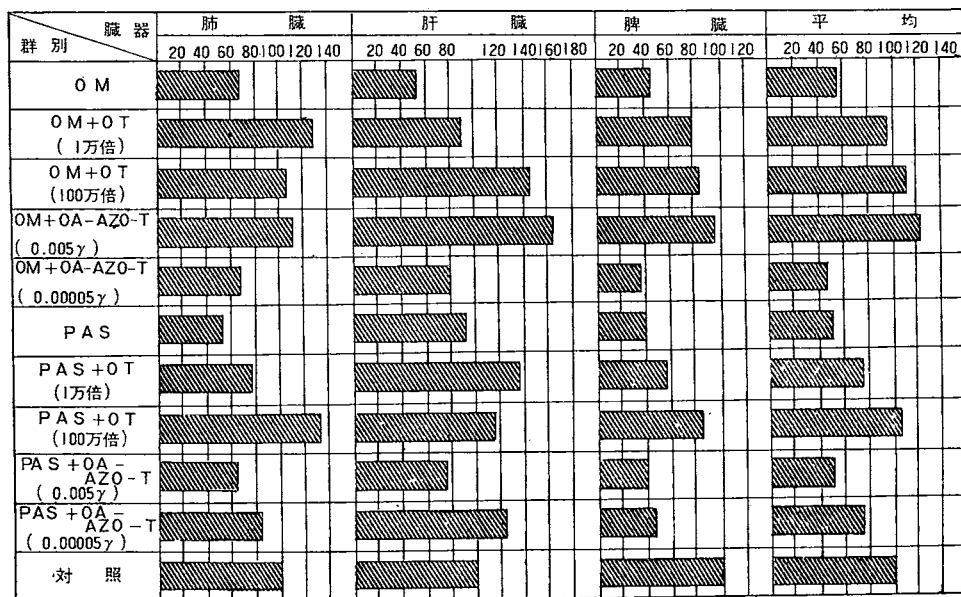 臓器
群別
肺 臓
肝 臓
脾 臓
平 均
20 40 60 80 100 120 140
20 40 60 80 120 140 160 180
20 40 60 80 100 120
20 40 60 80 100 120 140
OM
OM+OT
(1万倍)
OM+OT
(100万倍)
OM+OA-AZO-T
(0.005γ)
OM+OA-AZO-T
(0.00005γ)
PAS
PAS+OT
(1万倍)
PAS+OT
(100万倍)
PAS+OA-
AZO-T
(0.005γ)
PAS+OA-
AZO-T
(0.00005γ)
対 照